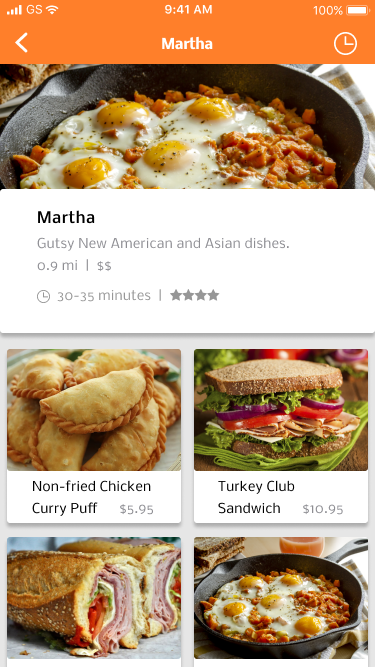 GS 9:41 AM 100%
Martha
Martha
Gutsy New American and Asian dishes.
0.9 mi | $$
30-35 minutes |
Non-fried Chicken
Curry Puff $5.95
Turkey Club
Sandwich $10.95